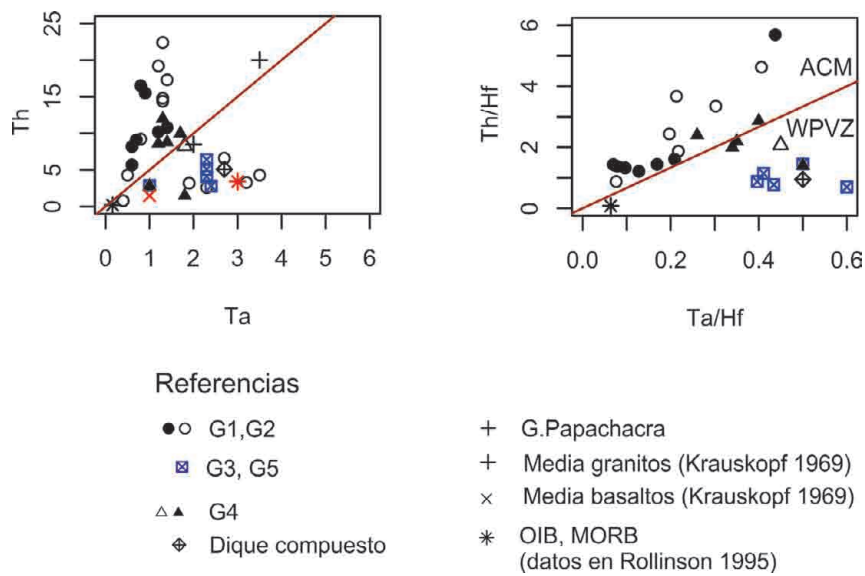 25
15
5
0
Th
0 1 2 3 4 5 6
Ta
6
4
2
0
Th/Hf
ACM
WPVZ
0.0 0.2 0.4 0.6
Ta/Hf
Referencias
G1,G2
G3, G5
G4
Dique compuesto
G.Papachacra
Media granitos (Krauskopf 1969)
Media basaltos (Krauskopf 1969)
OIB, MORB
(datos en Rollinson 1995)